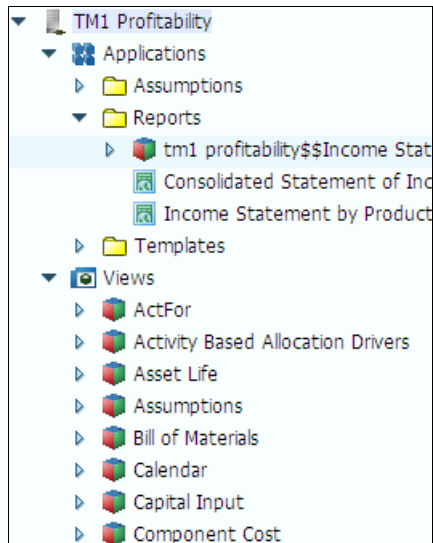 TM1 Profitability
Applications
Assumptions
Reports
tm1 profitability$$Income Stat
Consolidated Statement of Inc
Income Statement by Product
Templates
Views
ActFor
Activity Based Allocation Drivers
Asset Life
Assumptions
Bill of Materials
Calendar
Capital Input
Component Cost